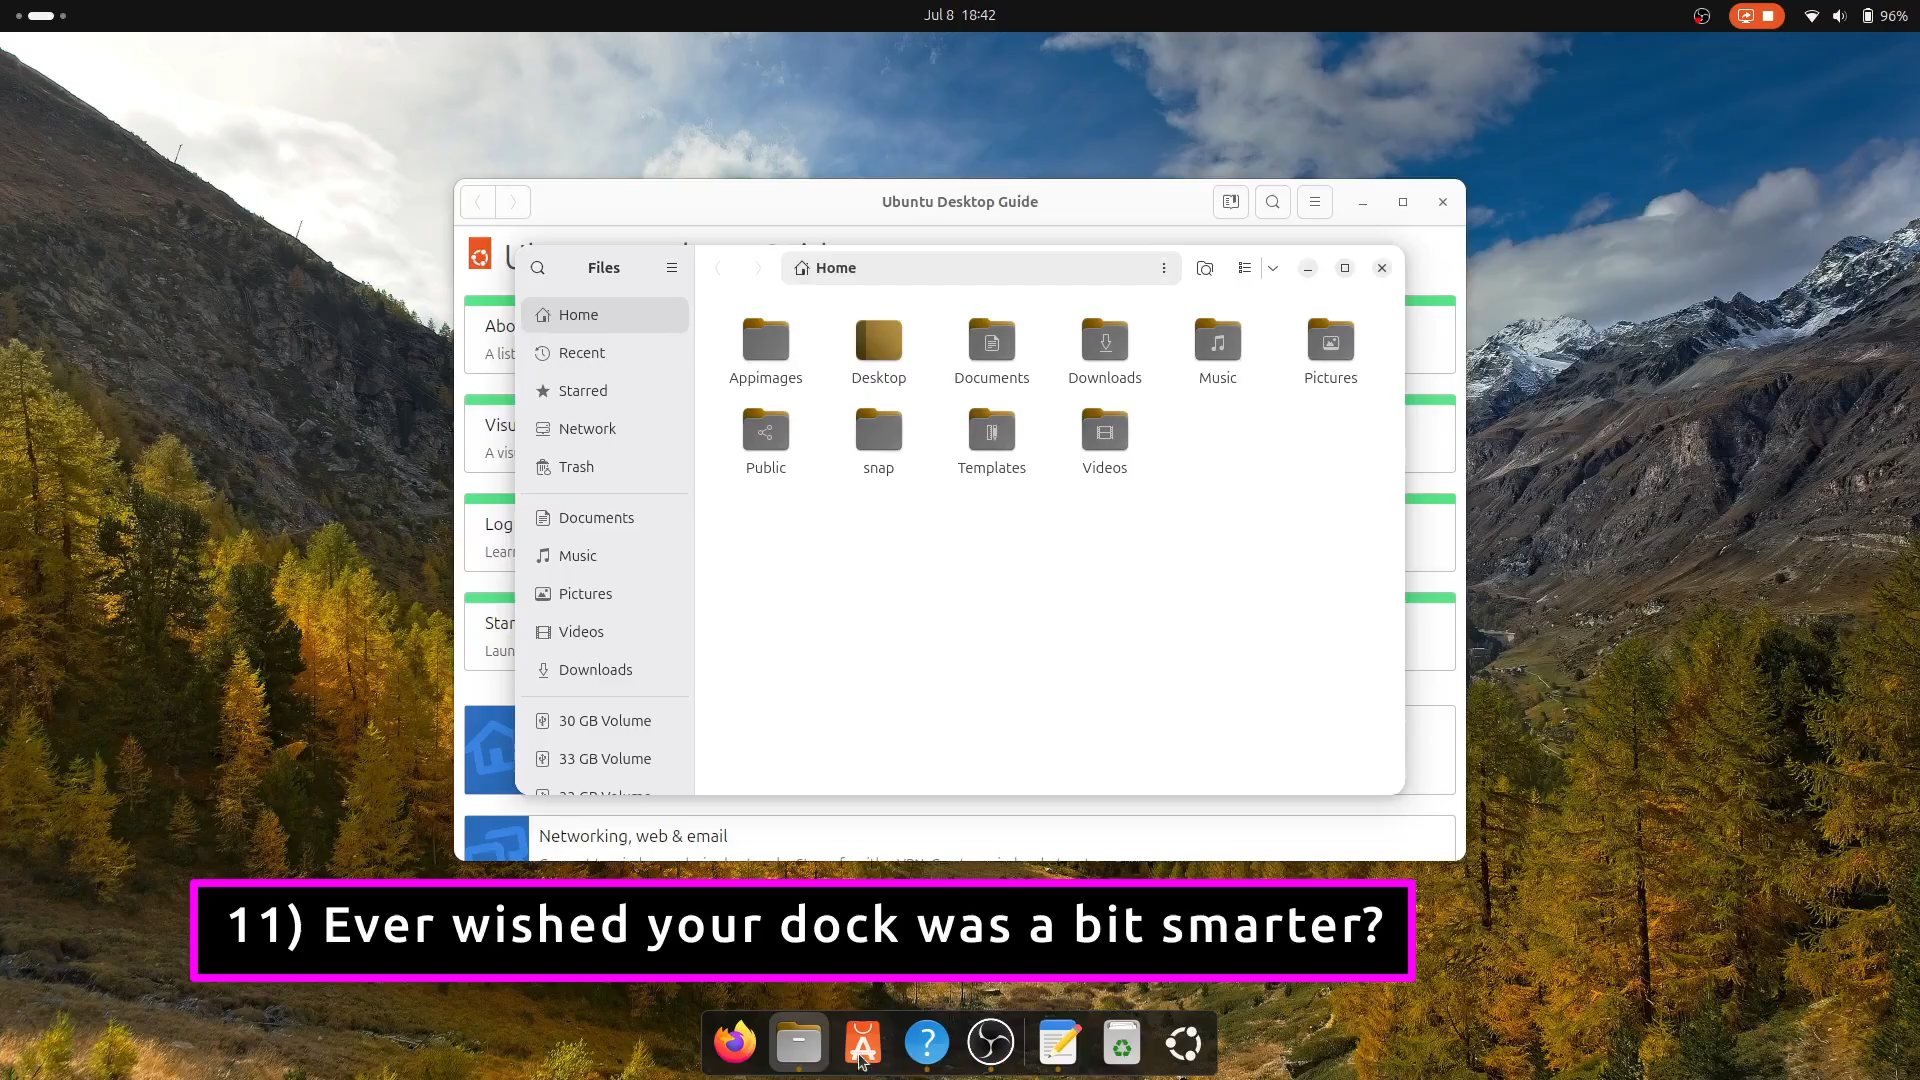 Jul 8 18:42
96%
Ubuntu Desktop Guide
Files
Home
Home
Recent
Starred
Network
Trash
Documents
Music
Pictures
Videos
Downloads
30 GB Volume
33 GB Volume
Appimages
Desktop
Documents
Downloads
Music
Pictures
Public
snap
Templates
Videos
Abo
A list
Visu
A vis
Log
Learn
Star
Laun
Networking, web & email
11) Ever wished your dock was a bit smarter?